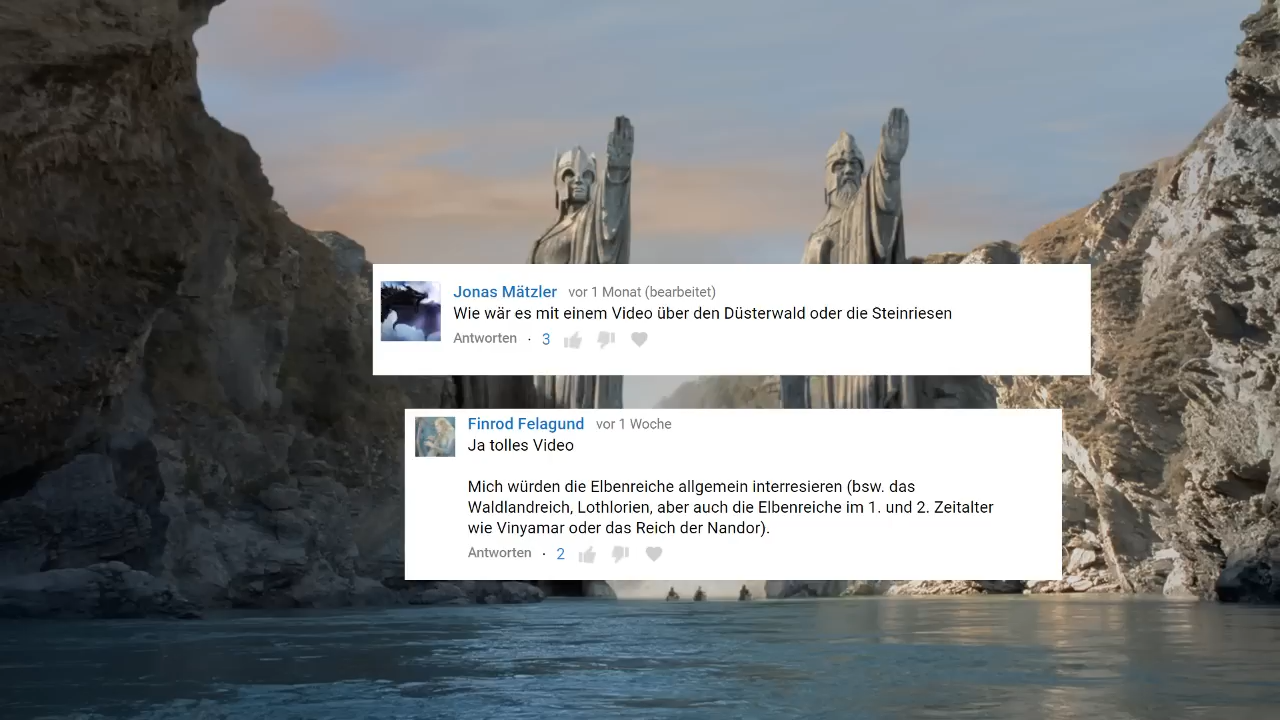 Jonas Mätzler vor 1 Monat (bearbeitet)
Wie wär es mit einem Video über den Düsterwald oder die Steinriesen
Antworten · 3
Finrod Felagund vor 1 Woche
Ja tolles Video
Mich würden die Elbenreiche allgemein interresieren (bsw. das
Waldlandreich, Lothlorien, aber auch die Elbenreiche im 1. und 2. Zeitalter
wie Vinyamar oder das Reich der Nandor).
Antworten · 2